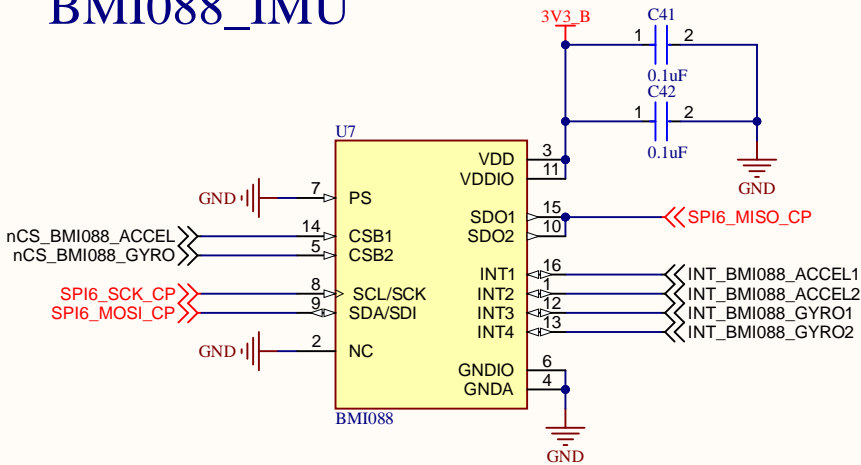 BMI088_IMU
3V3_B
C41
1 2
0.1uF
C42
1 2
0.1uF
GND
U7
GND 7 PS
nCS_BMI088_ACCEL 14 CSB1
nCS_BMI088_GYRO 5 CSB2
SPI6_SCK_CP 8 SCL/SCK
SPI6_MOSI_CP 9 SDA/SDI
GND 2 NC
VDD 3
VDDIO 11
SDO1 15 SPI6_MISO_CP
SDO2 10
INT1 16 INT_BMI088_ACCEL1
INT2 1 INT_BMI088_ACCEL2
INT3 12 INT_BMI088_GYRO1
INT4 13 INT_BMI088_GYRO2
GNDIO 6
GNDA 4
BMI088
GND